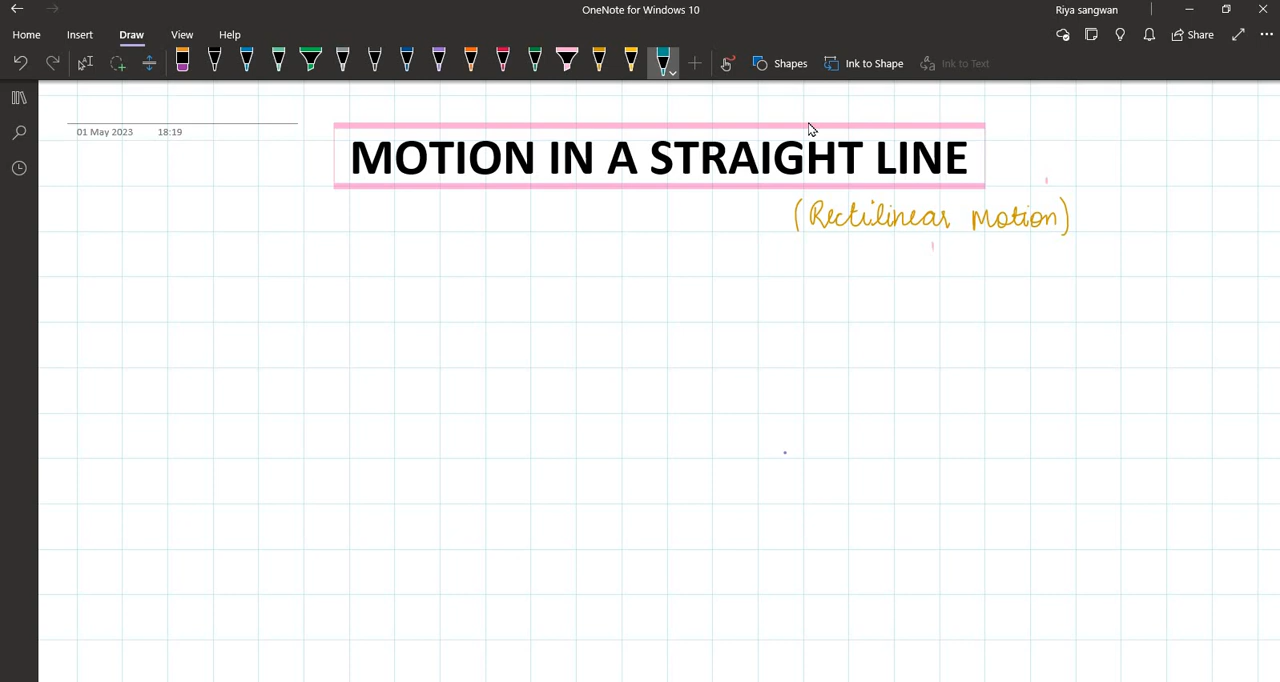 OneNote for Windows 10
Riya sangwan
Home Insert Draw View Help
Share
Shapes Ink to Shape Ink to Text
01 May 2023 18:19
MOTION IN A STRAIGHT LINE
(Rectilinear Motion)